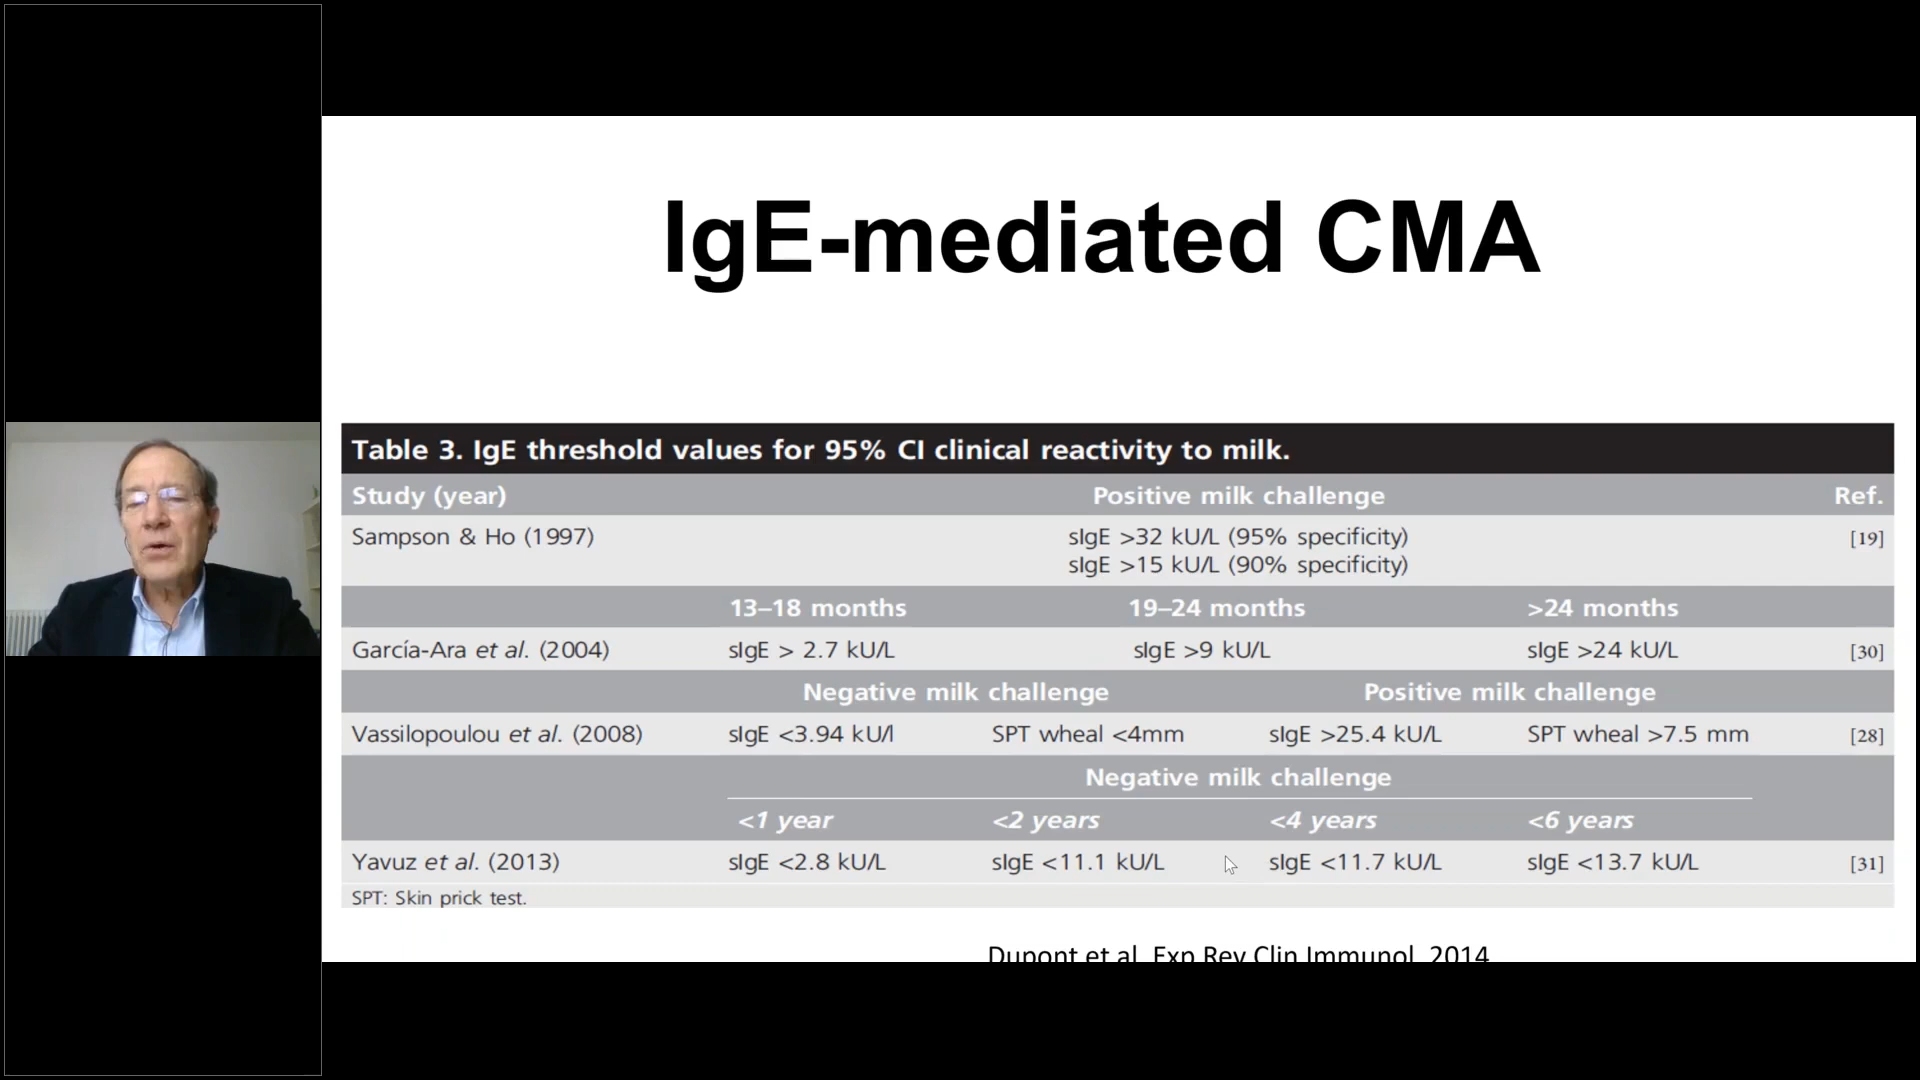 IgE-mediated CMA
Table 3. IgE threshold values for 95% CI clinical reactivity to milk.
Study (year) Positive milk challenge Ref.
Sampson & Ho (1997) sIgE >32 kU/L (95% specificity) [19]
sIgE >15 kU/L (90% specificity)
13–18 months 19–24 months >24 months
García-Ara et al. (2004) sIgE > 2.7 kU/L sIgE >9 kU/L sIgE >24 kU/L [30]
Negative milk challenge Positive milk challenge
Vassilopoulou et al. (2008) sIgE <3.94 kU/l SPT wheal <4mm sIgE >25.4 kU/L SPT wheal >7.5 mm [28]
Negative milk challenge
<1 year <2 years <4 years <6 years
Yavuz et al. (2013) sIgE <2.8 kU/L sIgE <11.1 kU/L sIgE <11.7 kU/L sIgE <13.7 kU/L [31]
SPT: Skin prick test.
Dupont et al Exp Rev Clin Immunol 2014